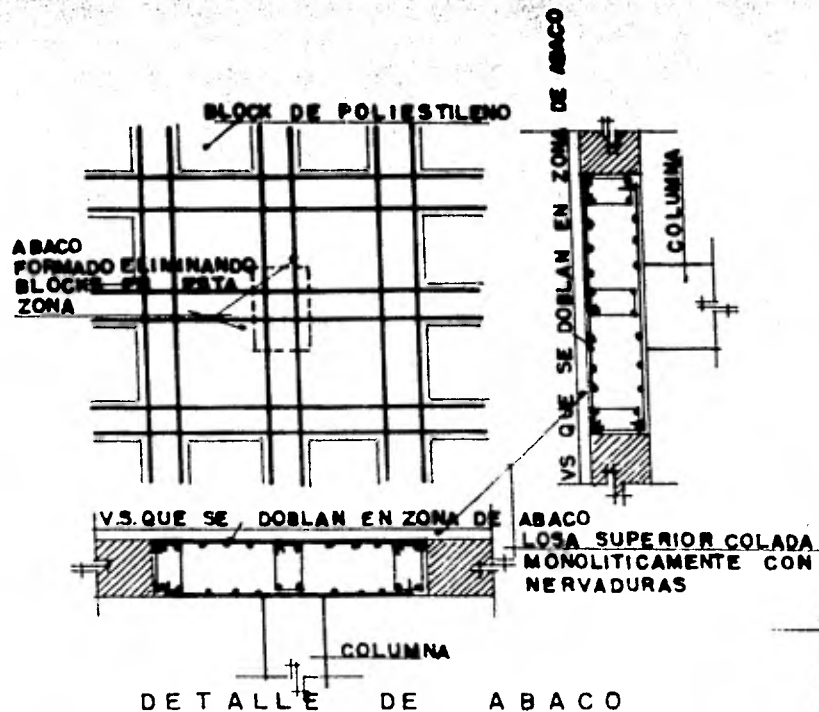 BLOCK DE POLIESTILENO
ABACO
FORMADO ELIMINANDO
BLOCKS EN ESTA
ZONA
VS QUE SE DOBLAN EN ZONA DE ABACO
COLUMNA
V.S. QUE SE DOBLAN EN ZONA DE ABACO
LOSA SUPERIOR COLADA
MONOLITICAMENTE CON
NERVADURAS
COLUMNA
DETALLE DE ABACO